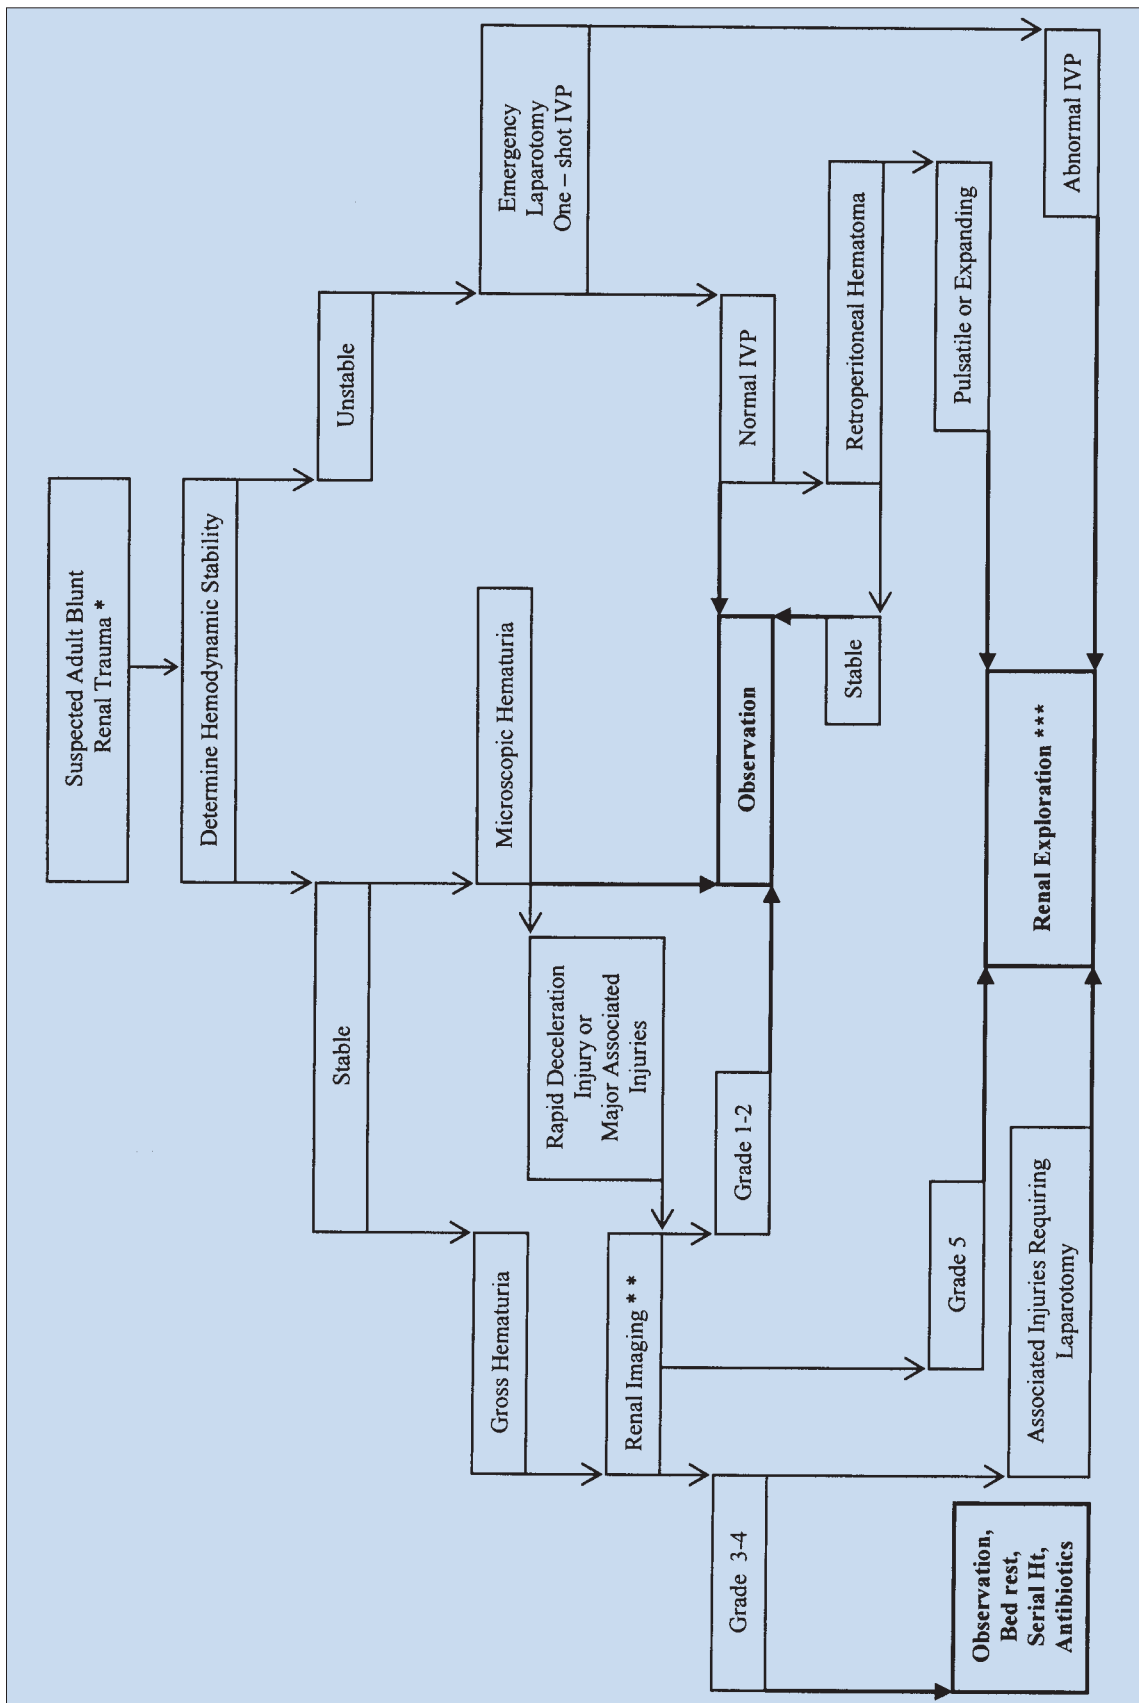 Suspected Adult Blunt
Renal Trauma *
Determine Hemodynamic Stability
Stable
Unstable
Gross Hematuria
Microscopic Hematuria
Emergency
Laparotomy
One – shot IVP
Rapid Deceleration
Injury or
Major Associated
Injuries
Renal Imaging * *
Grade 3-4
Grade 1-2
Observation
Normal IVP
Stable
Retroperitoneal Hematoma
Grade 5
Pulsatile or Expanding
Observation,
Bed rest,
Serial Ht,
Antibiotics
Associated Injuries Requiring
Laparotomy
Renal Exploration ***
Abnormal IVP